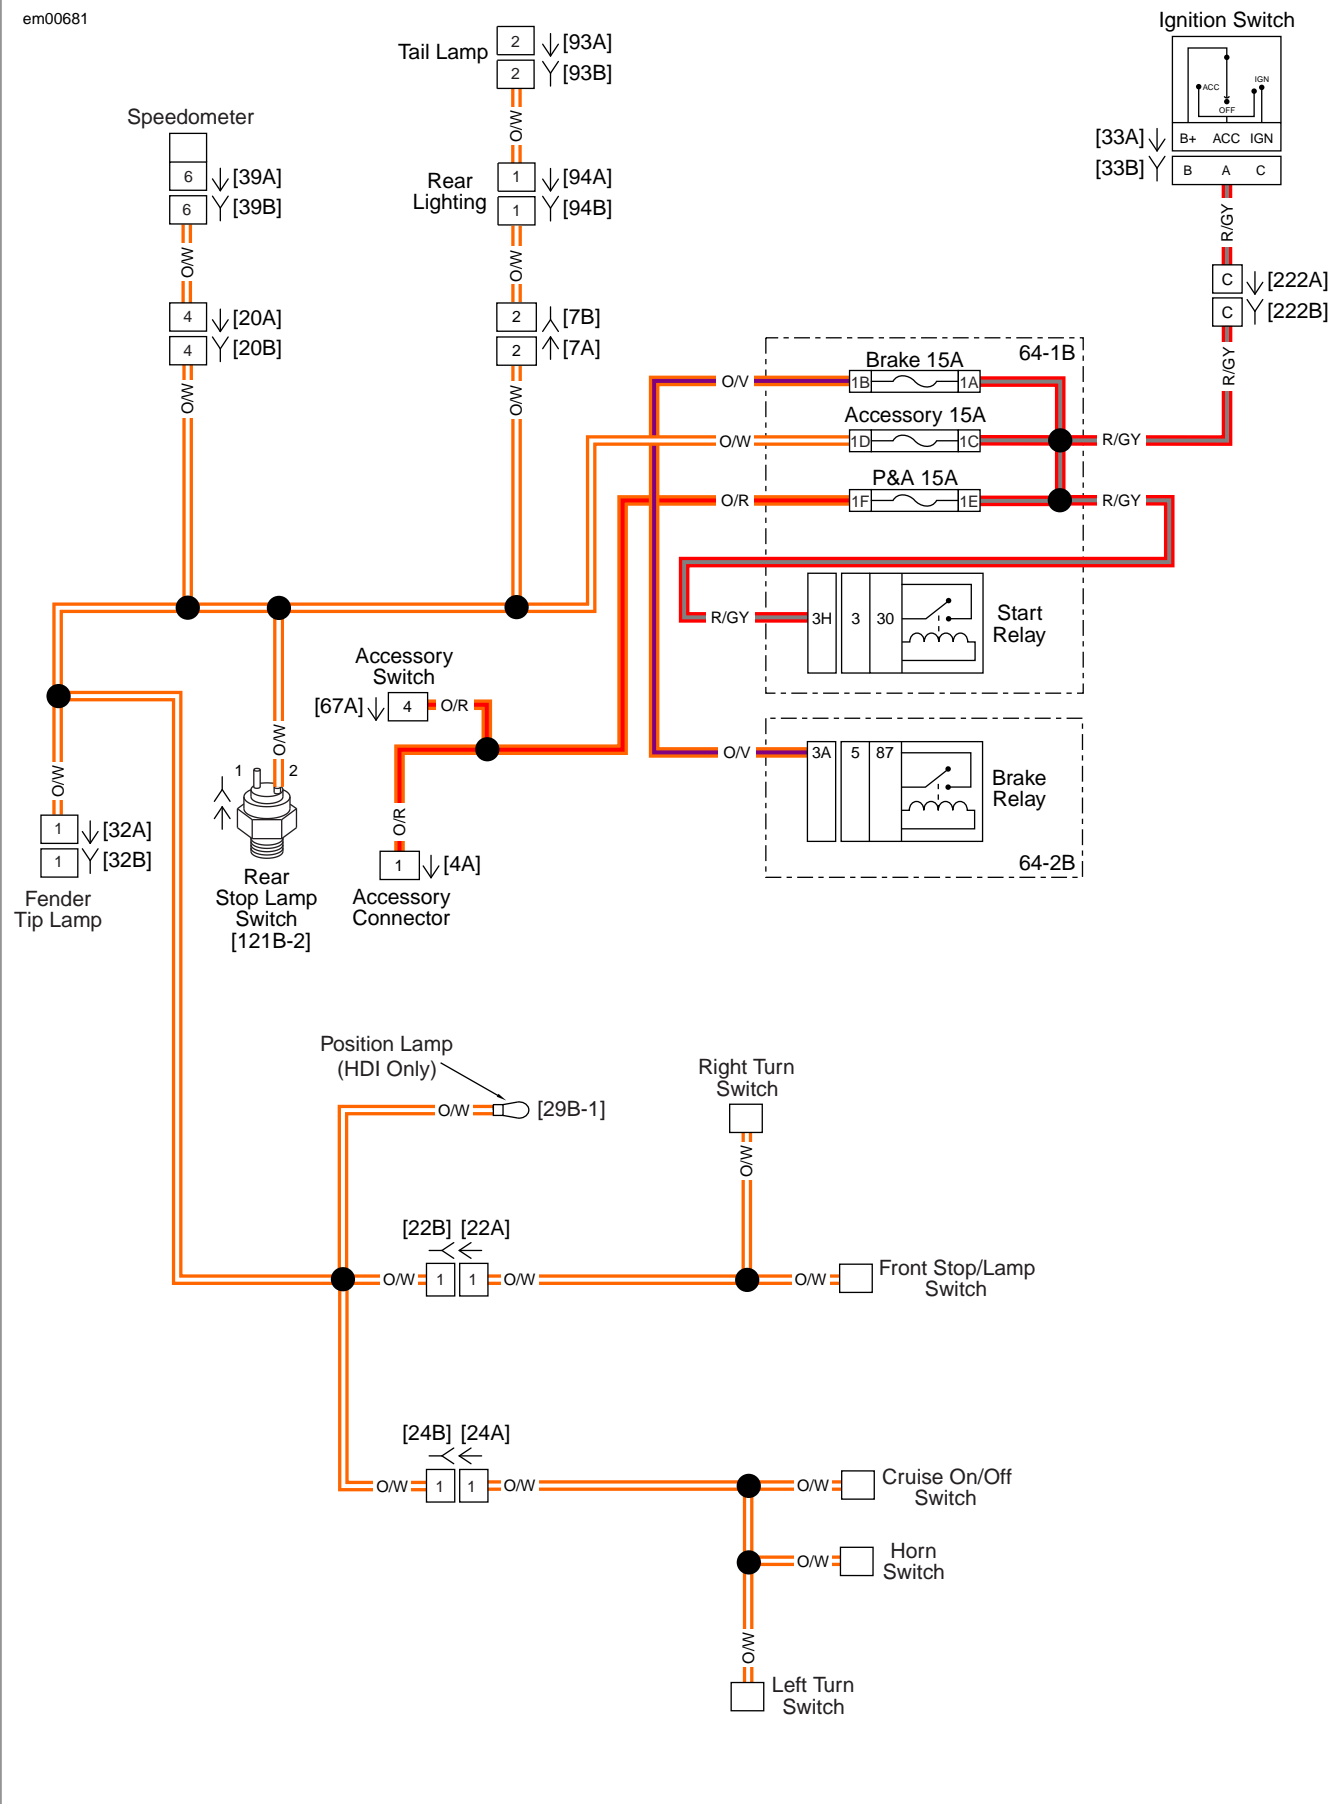 em00681
Ignition Switch
ACC
IGN
OFF
[33A]
B+ ACC IGN
[33B]
B A C
R/GY
C [222A]
C [222B]
R/GY
Tail Lamp
2 [93A]
2 [93B]
O/W
Rear
Lighting
1 [94A]
1 [94B]
O/W
2 [7B]
2 [7A]
O/W
Speedometer
6 [39A]
6 [39B]
O/W
4 [20A]
4 [20B]
O/W
64-1B
Brake 15A
O/V 1B 1A
Accessory 15A
O/W 1D 1C R/GY
P&A 15A
O/R 1F 1E R/GY
R/GY 3H 3 30
Start
Relay
O/V 3A 5 87
Brake
Relay
64-2B
Accessory
Switch
[67A] 4 O/R
O/R
1 [4A]
Accessory
Connector
O/W
1 2
Rear
Stop Lamp
Switch
[121B-2]
O/W
1 [32A]
1 [32B]
Fender
Tip Lamp
Position Lamp
(HDI Only)
O/W [29B-1]
Right Turn
Switch
O/W
[22B] [22A]
O/W 1 1 O/W O/W
Front Stop/Lamp
Switch
[24B] [24A]
O/W 1 1 O/W O/W
Cruise On/Off
Switch
O/W
Horn
Switch
O/W
Left Turn
Switch